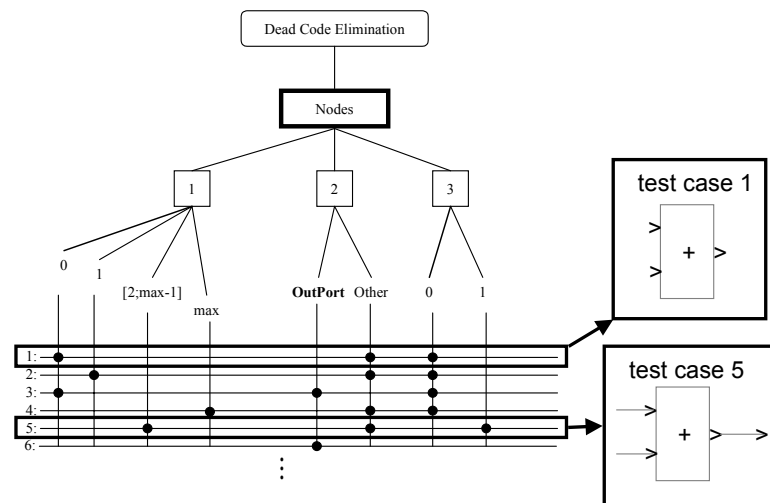 Dead Code Elimination
Nodes
1 2 3
0 1 [2;max-1] max OutPort Other 0 1
1:
2:
3:
4:
5:
6:
test case 1
> > + >
test case 5
> > + > >